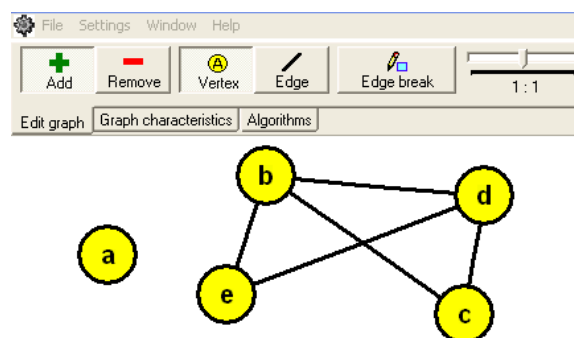 File Settings Window Help
Add Remove A Vertex Edge Edge break 1 : 1
Edit graph Graph characteristics Algorithms
b
d
a
e
c